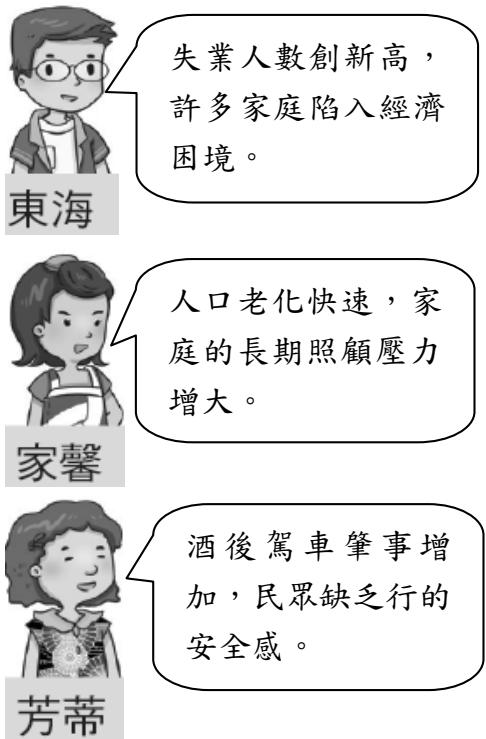 失業人數創新高，
許多家庭陷入經濟
困境。
東海
人口老化快速，家
庭的長期照顧壓力
增大。
家馨
酒後駕車肇事增
加，民眾缺乏行的
安全感。
芳蒂